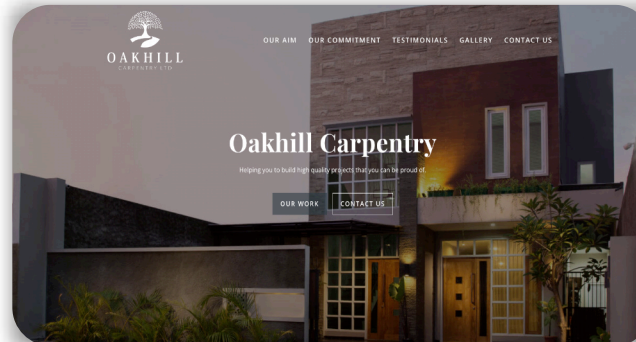 OAKHILL
CARPENTRY LTD
OUR AIM OUR COMMITMENT TESTIMONIALS GALLERY CONTACT US
Oakhill Carpentry
Helping you to build high quality projects that you can be proud of.
OUR WORK CONTACT US